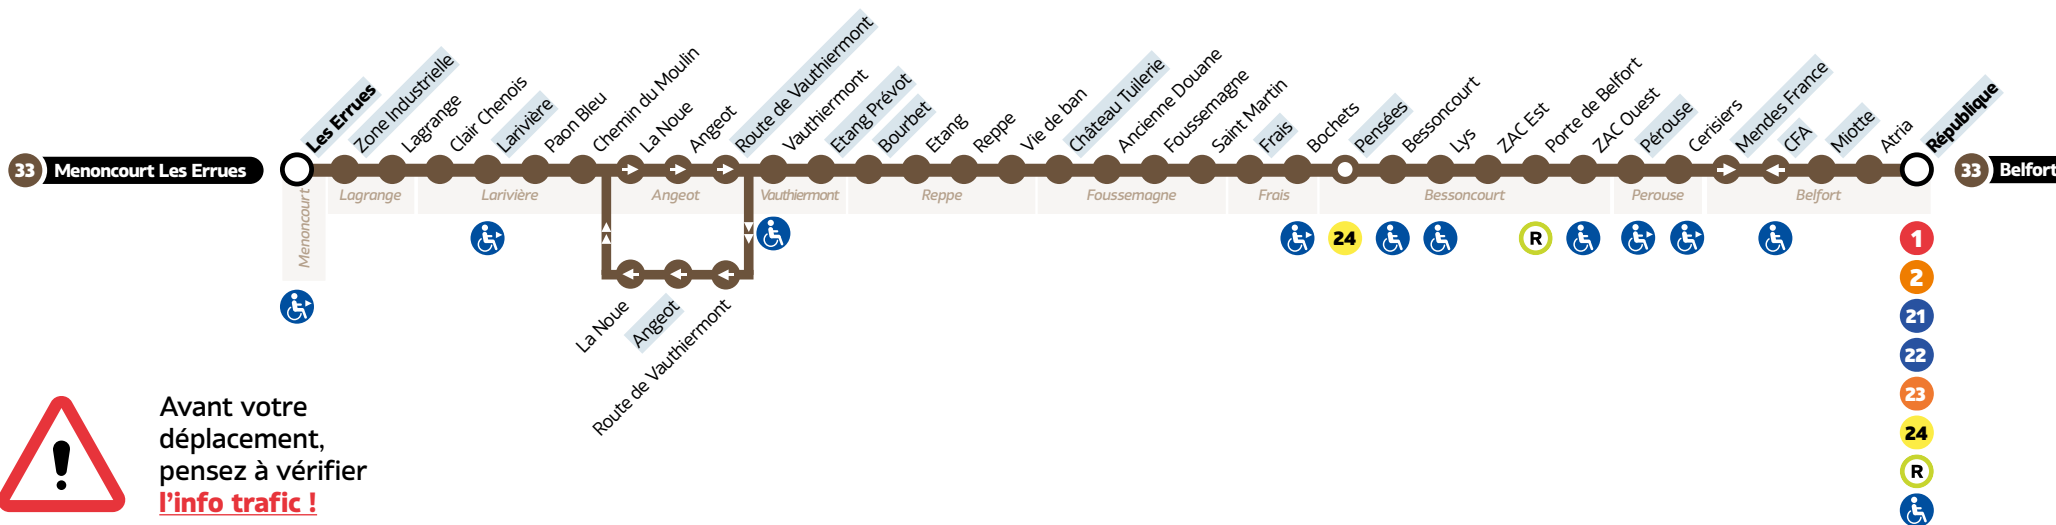 33 Menoncourt Les Errues
Les Errues
Zone Industrielle
Lagrange
Clair Chenois
Larivière
Paon Bleu
Chemin du Moulin
La Noue
Angeot
Route de Vauthiermont
Vauthiermont
Etang Prévot
Bourbet
Etang
Reppe
Vie de ban
Château Tuilerie
Ancienne Douane
Foussemagne
Saint Martin
Frais
Bochets
Pensées
Bessoncourt
Lys
ZAC Est
Porte de Belfort
ZAC Ouest
Pérouse
Cerisiers
Mendes France
CFA
Miotte
Atria
République
33 Belfort
Menoncourt
Lagrange
Larivière
Angeot
Vauthiermont
Reppe
Foussemagne
Frais
Bessoncourt
Perouse
Belfort
24
R
1
2
21
22
23
24
R
La Noue
Angeot
Route de Vauthiermont
Avant votre
déplacement,
pensez à vérifier
l'info trafic !